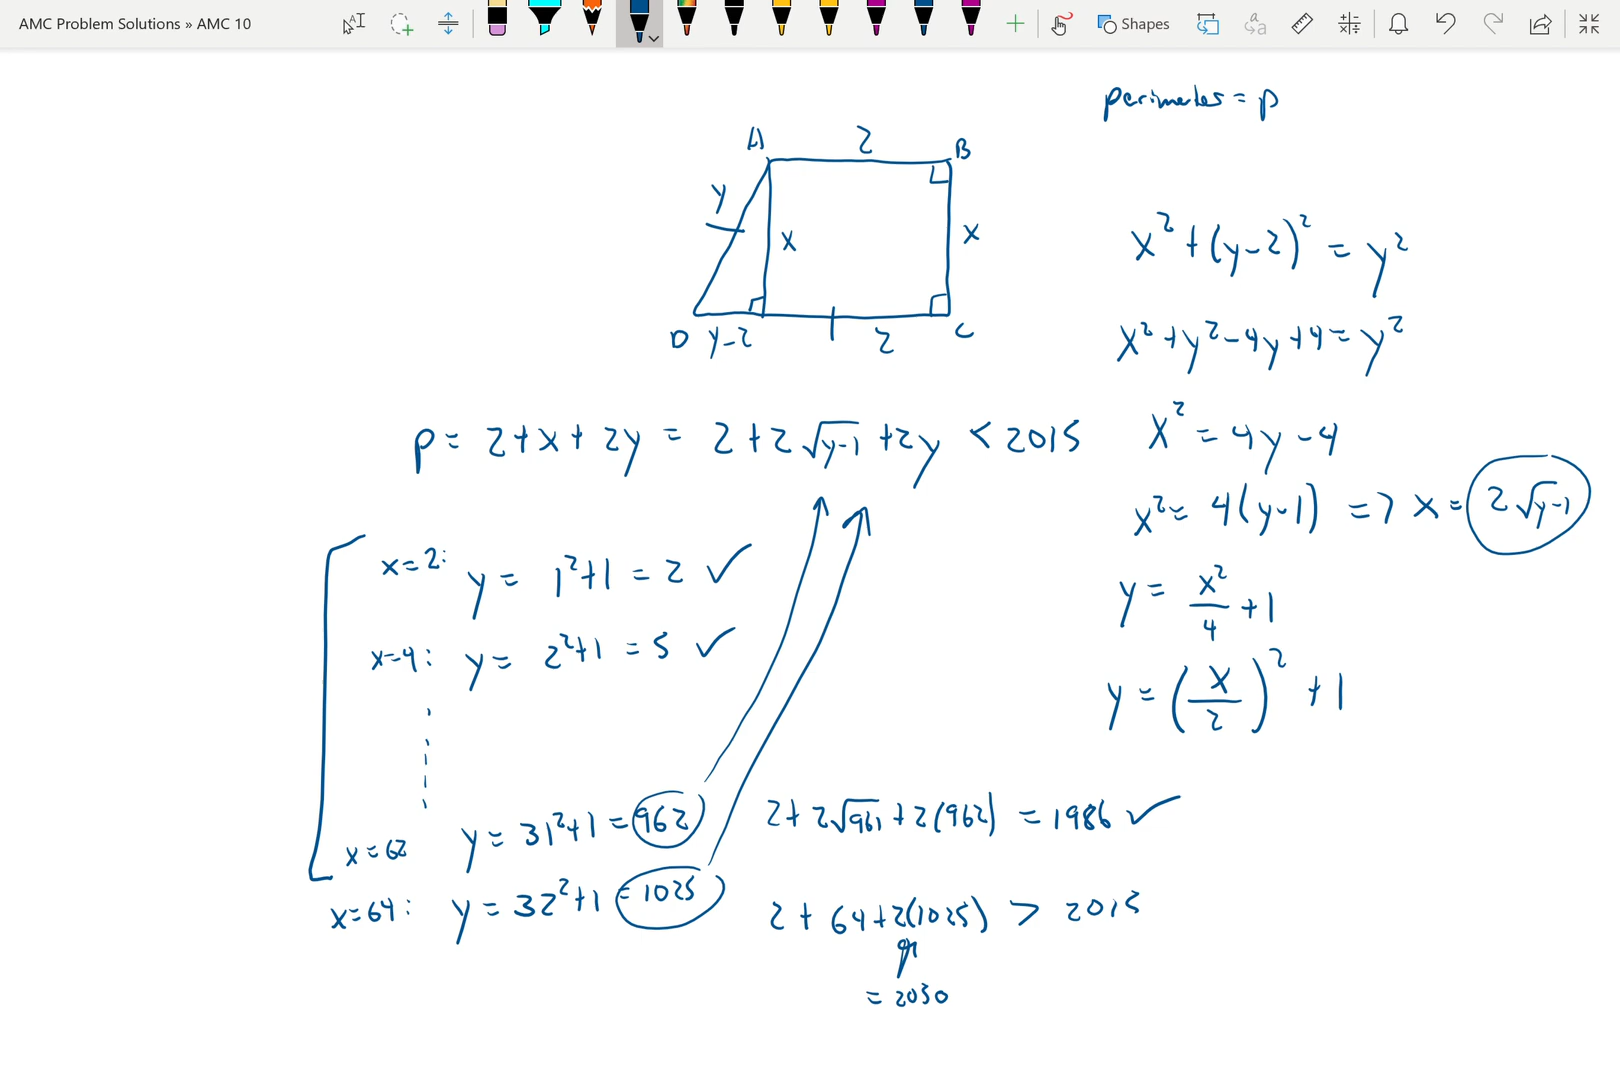 AMC Problem Solutions » AMC 10
Shapes
perimeter = p
A 2 B
y x x
D y-2 2 C
x² + (y-2)² = y²
x² + y² - 4y + 4 = y²
x² = 4y - 4
x² = 4(y-1) => x = 2√(y-1)
y = x²/4 + 1
y = (x/2)² + 1
p = 2 + x + 2y = 2 + 2√(y-1) + 2y < 2015
x=2: y = 1²+1 = 2 ✓
x=4: y = 2²+1 = 5 ✓
x=62 y = 31²+1 = 962 2 + 2√961 + 2(962) = 1986 ✓
x=64: y = 32²+1 = 1025 2 + 64 + 2(1025) > 2015
= 2050